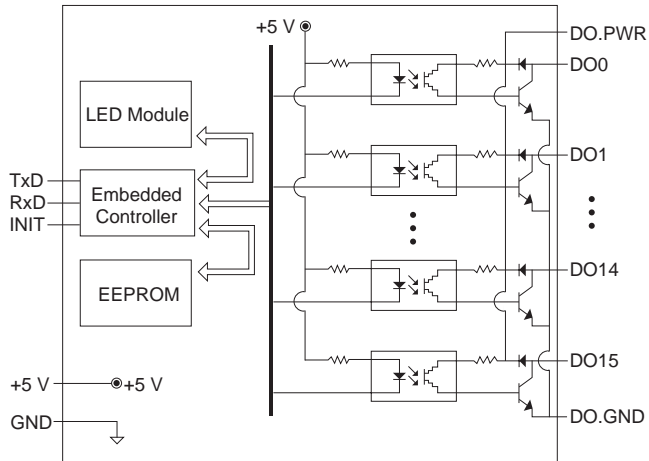 +5 V
DO.PWR
DO0
LED Module
DO1
TxD
RxD
INIT
Embedded
Controller
EEPROM
DO14
DO15
+5 V
+5 V
GND
DO.GND